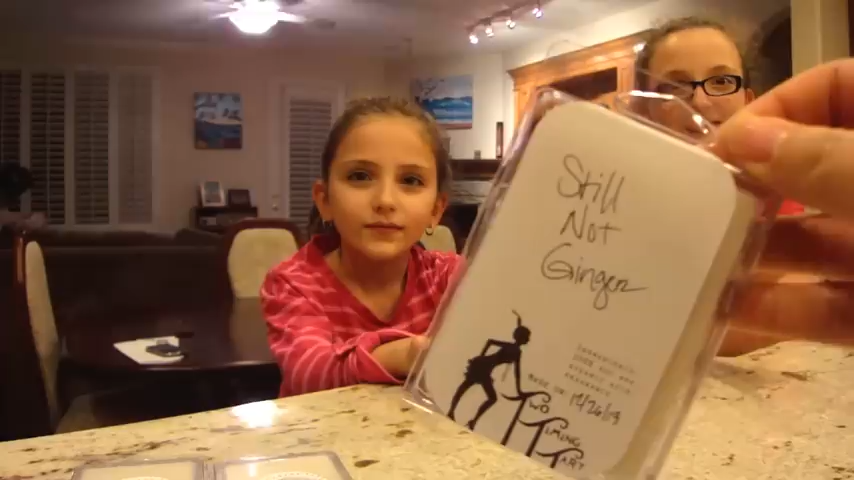 Still
Not
Ginger
MADE ON: 12/26/09
TWO
TIMING
TART